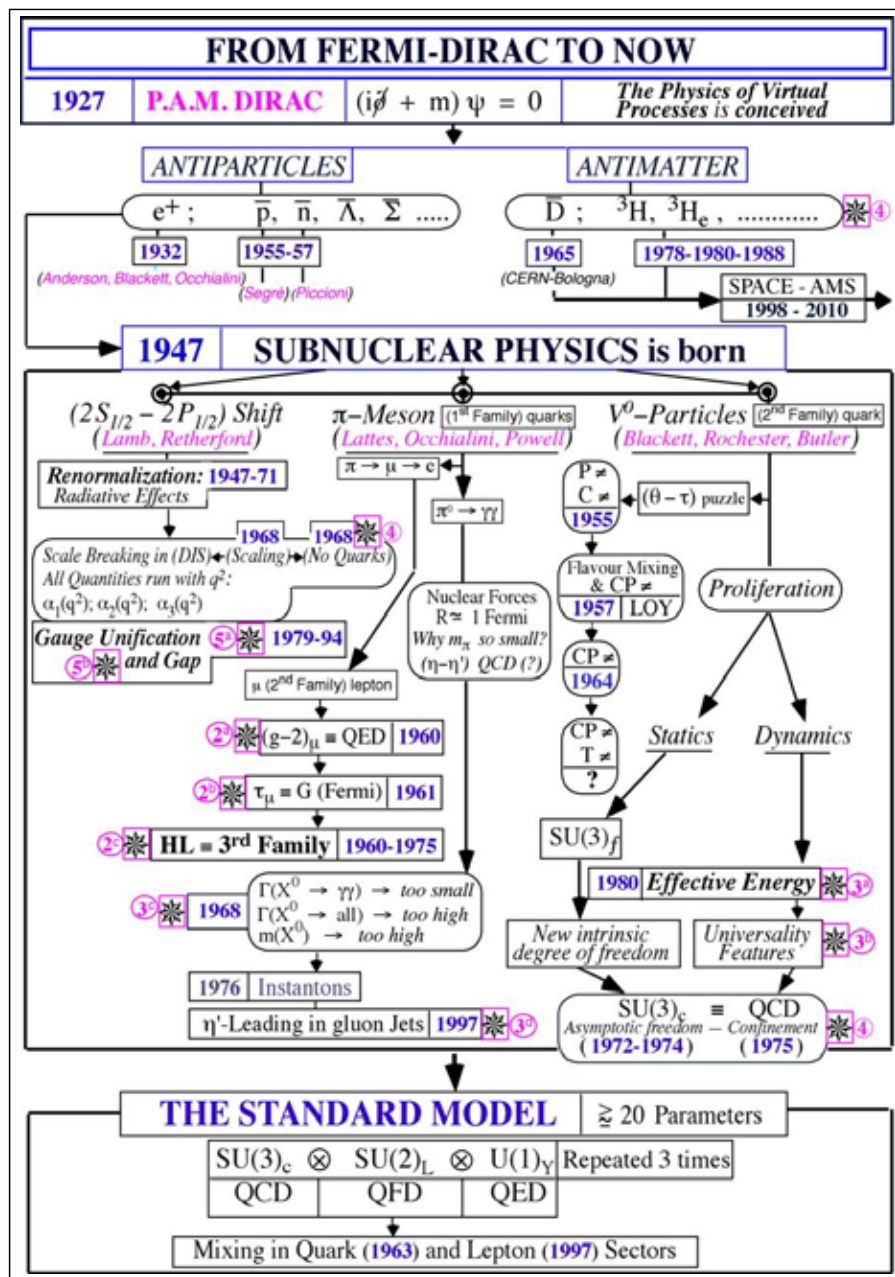 FROM FERMI-DIRAC TO NOW
1927 P.A.M. DIRAC (i∂̸ + m) ψ = 0 The Physics of Virtual
Processes is conceived
ANTIPARTICLES ANTIMATTER
e⁺ ; p̅, n̅, Λ̅, Σ̅ ..... D̅ ; ³H, ³Hₑ, ............ ④
1932 1955-57 1965 1978-1980-1988
(Anderson, Blackett, Occhialini) (CERN-Bologna)
(Segré) (Piccioni)
SPACE - AMS
1998 - 2010
1947 SUBNUCLEAR PHYSICS is born
(2S₁/₂ – 2P₁/₂) Shift π–Meson (1ˢᵗ Family) quarks V⁰–Particles (2ⁿᵈ Family) quark
(Lamb, Retherford) (Lattes, Occhialini, Powell) (Blackett, Rochester, Butler)
Renormalization: 1947-71
Radiative Effects
π → μ → e
π⁰ → γγ
P ≠
C ≠
1955
(θ – τ) puzzle
1968 1968 ④
Scale Breaking in (DIS) (Scaling) (No Quarks)
All Quantities run with q²:
α₁(q²); α₂(q²); α₃(q²)
Gauge Unification 5ᵃ 1979-94
5ᵇ and Gap
Nuclear Forces
R ≃ 1 Fermi
Why mπ so small?
(η–η') QCD (?)
Flavour Mixing
& CP ≠
1957 LOY
Proliferation
CP ≠
1964
CP ≠
T ≠
?
Statics Dynamics
μ (2ⁿᵈ Family) lepton
2ᵃ (g–2)μ ≡ QED 1960
2ᵇ τμ ≡ G (Fermi) 1961
2ᶜ HL ≡ 3ʳᵈ Family 1960-1975
SU(3)f
1980 Effective Energy 3ᵃ
3ᶜ 1968
Γ(X⁰ → γγ) → too small
Γ(X⁰ → all) → too high
m(X⁰) → too high
New intrinsic
degree of freedom
Universality
Features
3ᵇ
1976 Instantons
η'-Leading in gluon Jets 1997 3ᵈ
SU(3)c ≡ QCD
Asymptotic freedom – Confinement
(1972-1974) (1975)
④
THE STANDARD MODEL ≳ 20 Parameters
SU(3)c ⊗ SU(2)L ⊗ U(1)Y Repeated 3 times
QCD QFD QED
Mixing in Quark (1963) and Lepton (1997) Sectors